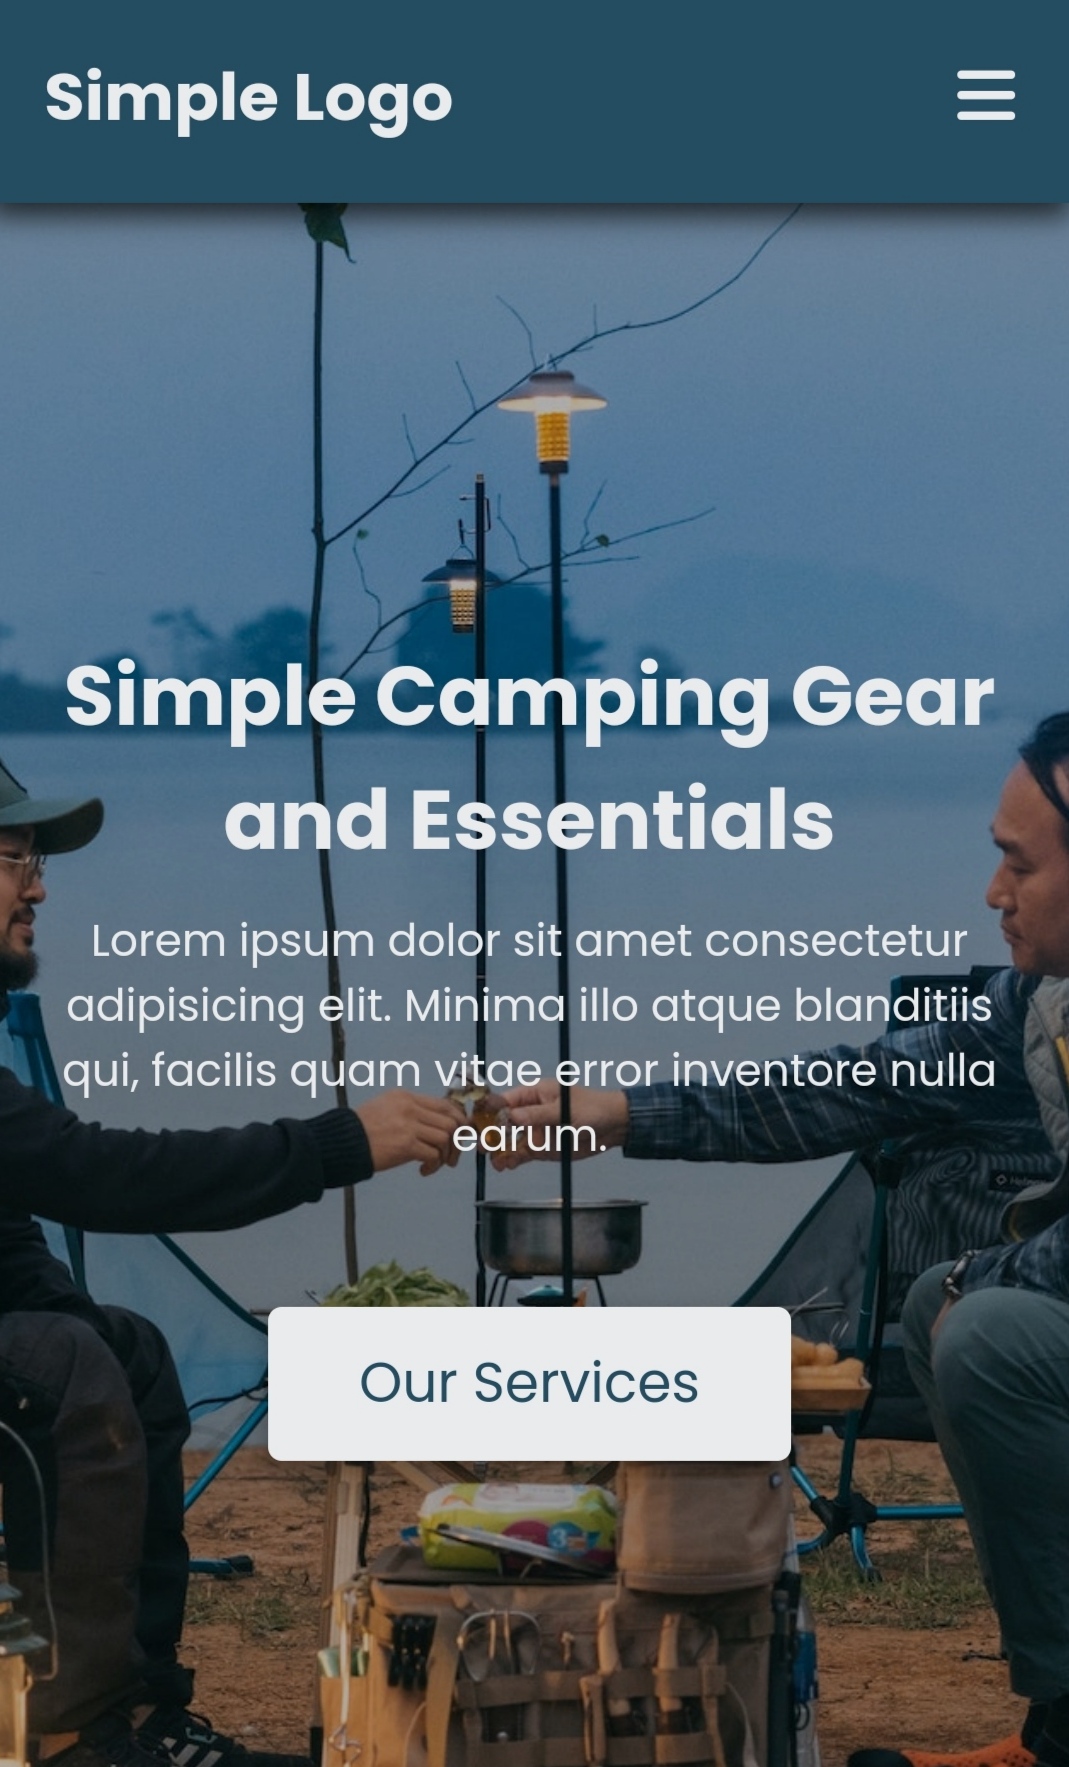 Simple Logo
Simple Camping Gear
and Essentials
Lorem ipsum dolor sit amet consectetur
adipisicing elit. Minima illo atque blanditiis
qui, facilis quam vitae error inventore nulla
earum.
Our Services
3